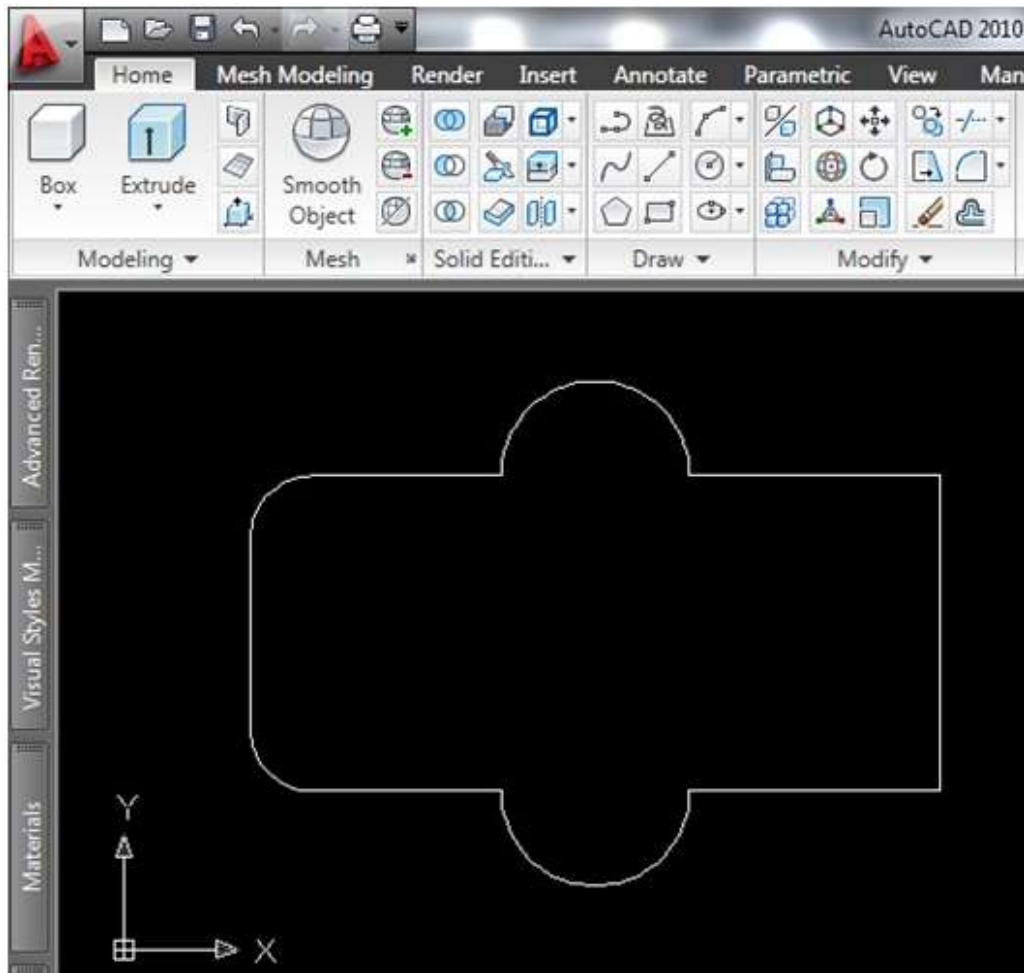 AutoCAD 2010
Home Mesh Modeling Render Insert Annotate Parametric View Man
Box Extrude Smooth Object
Modeling Mesh Solid Editi... Draw Modify
Advanced Ren...
Visual Styles M...
Materials
Y
X